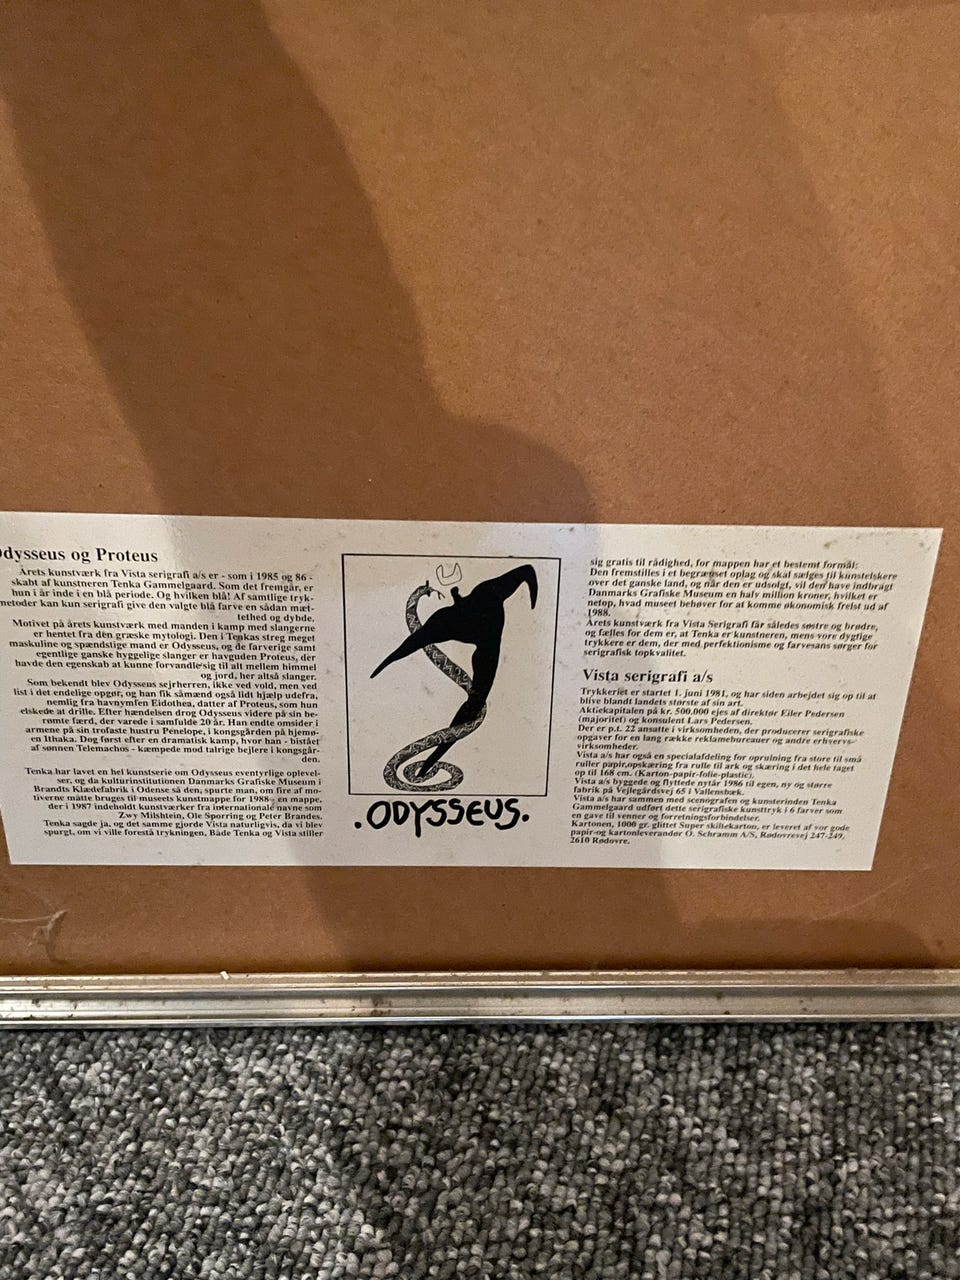 Odysseus og Proteus
Årets kunstværk fra Vista serigrafi a/s er - som i 1985 og 86 -
skabt af kunstneren Tenka Gammelgaard. Som det fremgår, er
hun i år inde i en blå periode. Og hvilken blå! Af samtlige tryk-
metoder kan kun serigrafi give den valgte blå farve en sådan mæt-
tethed og dybde.
Motivet på årets kunstværk med manden i kamp med slangerne
er hentet fra den græske mytologi. Den i Tenkas streg meget
maskuline og spændstige mand er Odysseus, og de farverige samt
egentlige ganske hyggelige slanger er havguden Proteus, der
havde den egenskab at kunne forvandle sig til alt mellem himmel
og jord, her altså slanger.
Som bekendt blev Odysseus sejrherren, ikke ved vold, men ved
list i det endelige opgør, og han fik såmænd også lidt hjælp udefra,
nemlig fra havnymfen Eidothea, datter af Proteus, som hun
elskede at drille. Efter hændelsen drog Odysseus videre på sin be-
rømte færd, der varede i samfulde 20 år. Han endte omsider i
armene på sin trofaste hustru Penelope, i kongsgården på hjemø-
en Ithaka. Dog først efter en dramatisk kamp, hvor han - bistået
af sønnen Telemachos - kæmpede mod talrige bejlere i kongsgår-
den.
Tenka har lavet en hel kunstserie om Odysseus eventyrlige oplevel-
ser, og da kulturinstitutionen Danmarks Grafiske Museum i
Brandts Klædefabrik i Odense så den, spurte man, om fire af mo-
tiverne måtte bruges til museets kunstmappe for 1988 - en mappe,
der i 1987 indeholdt kunstværker fra internationale navne som
Zwy Milshtein, Ole Sporring og Peter Brandes.
Tenka sagde ja, og det samme gjorde Vista naturligvis, da vi blev
spurgt, om vi ville forestå trykningen, Både Tenka og Vista stiller
.ODYSSEUS.
sig gratis til rådighed, for mappen har et bestemt formål:
Den fremstilles i et begrænset oplag og skal sælges til kunstelskere
over det ganske land, og når den er udsolgt, vil den have indbragt
Danmarks Grafiske Museum en halv million kroner, hvilket er
netop, hvad museet behøver for at komme økonomisk frelst ud af
1988.
Årets kunstværk fra Vista Serigrafi får således søstre og brødre,
og fælles for dem er, at Tenka er kunstneren, mens vore dygtige
trykkere er dem, der med perfektionisme og farvesans sørger for
serigrafisk topkvalitet.
Vista serigrafi a/s
Trykkeriet er startet 1. juni 1981, og har siden arbejdet sig op til at
blive blandt landets største af sin art.
Aktiekapitalen på kr. 500.000 ejes af direktør Eiler Pedersen
(majoritet) og konsulent Lars Pedersen.
Der er p.t. 22 ansatte i virksomheden, der producerer serigrafiske
opgaver for en lang række reklamebureauer og andre erhvervs-
virksomheder.
Vista a/s har også en specialafdeling for oprulning fra store til små
ruller papir, opskæring fra rulle til ark og skæring i det hele taget
op til 168 cm. (Karton-papir-folie-plastic).
Vista a/s byggede og flyttede nytår 1986 til egen, ny og større
fabrik på Vejlegårdsvej 65 i Vallensbæk.
Vista a/s har sammen med scenografen og kunsterinden Tenka
Gammelgaard udført dette serigrafiske kunsttryk i 6 farver som
en gave til venner og forretningsforbindelser.
Kartonen, 1000 gr. glittet Super skiltekarton, er leveret af vor gode
papir-og kartonleverandør O. Schramm A/S, Rødovrevej 247-249,
2610 Rødovre.